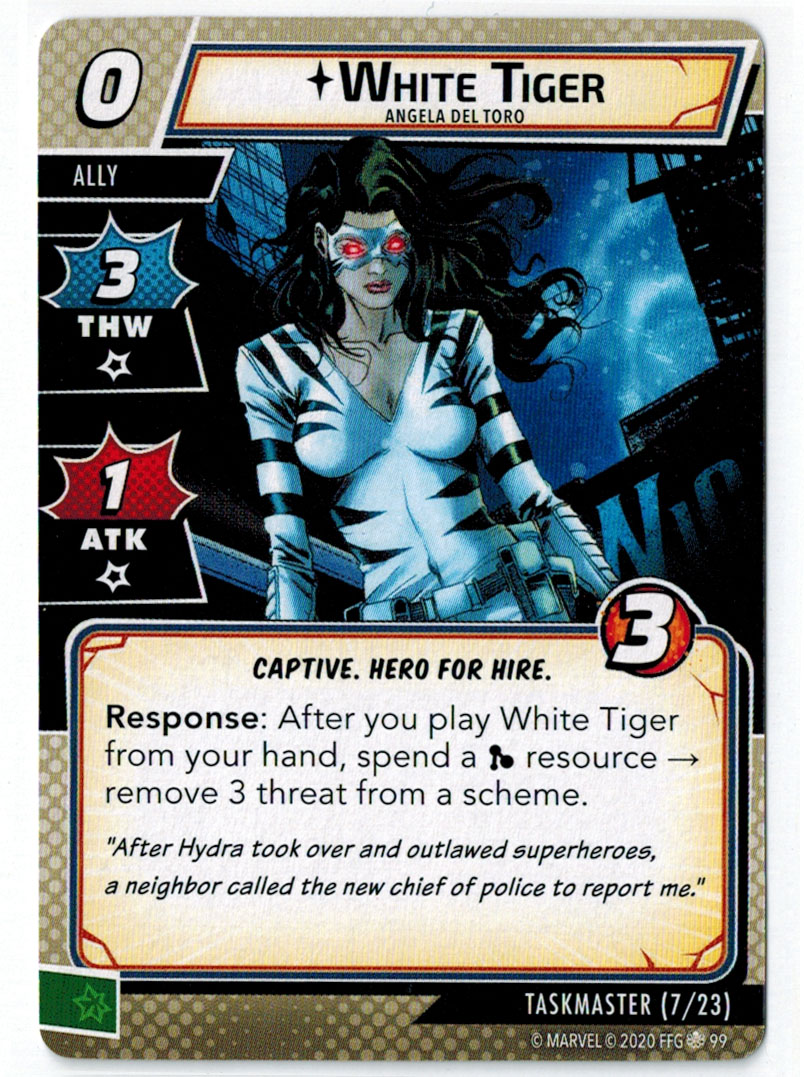 0
WHITE TIGER
ANGELA DEL TORO
ALLY
3
THW
1
ATK
3
CAPTIVE. HERO FOR HIRE.
Response: After you play White Tiger
from your hand, spend a resource →
remove 3 threat from a scheme.
"After Hydra took over and outlawed superheroes,
a neighbor called the new chief of police to report me."
TASKMASTER (7/23)
© MARVEL © 2020 FFG 99